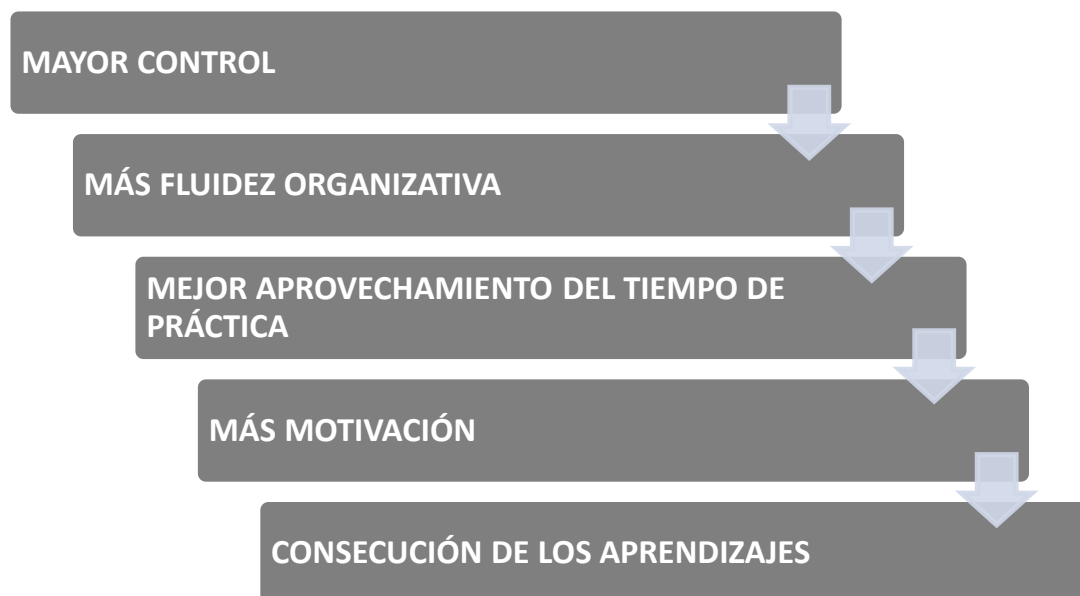 MAYOR CONTROL
MÁS FLUIDEZ ORGANIZATIVA
MEJOR APROVECHAMIENTO DEL TIEMPO DE
PRÁCTICA
MÁS MOTIVACIÓN
CONSECUCIÓN DE LOS APRENDIZAJES